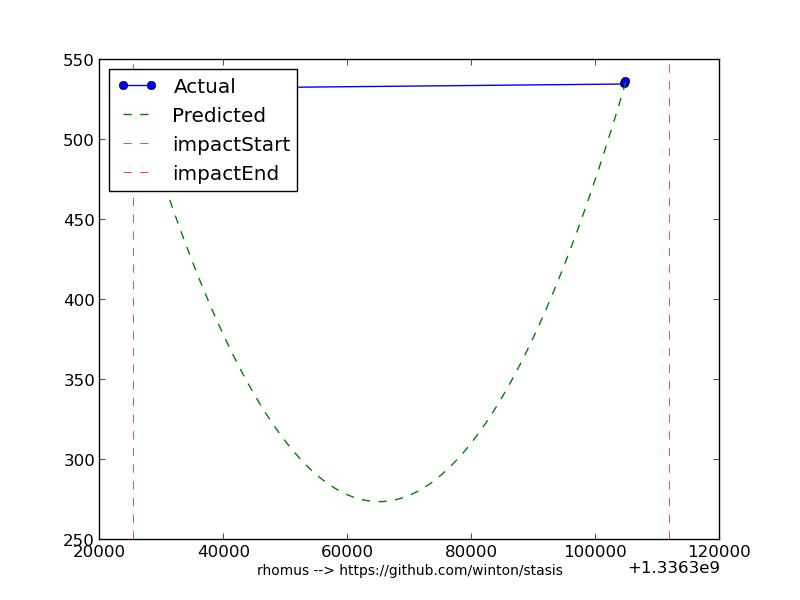 550
Actual
Predicted
impactStart
impactEnd
500
450
400
350
300
250
20000 40000 60000 80000 100000 120000
+1.3363e9
rhomus --> https://github.com/winton/stasis